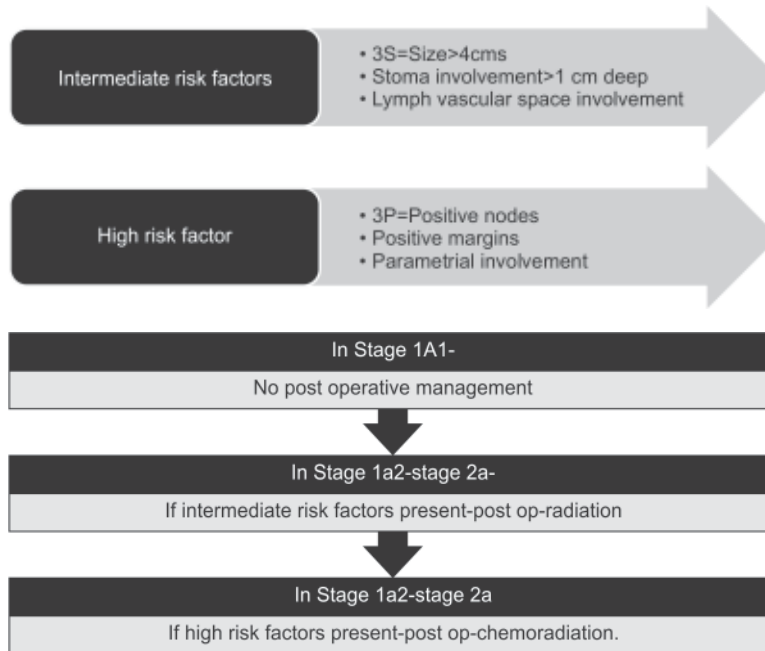 Intermediate risk factors
• 3S=Size>4cms
• Stoma involvement>1 cm deep
• Lymph vascular space involvement
High risk factor
• 3P=Positive nodes
• Positive margins
• Parametrial involvement
In Stage 1A1-
No post operative management
In Stage 1a2-stage 2a-
If intermediate risk factors present-post op-radiation
In Stage 1a2-stage 2a
If high risk factors present-post op-chemoradiation.